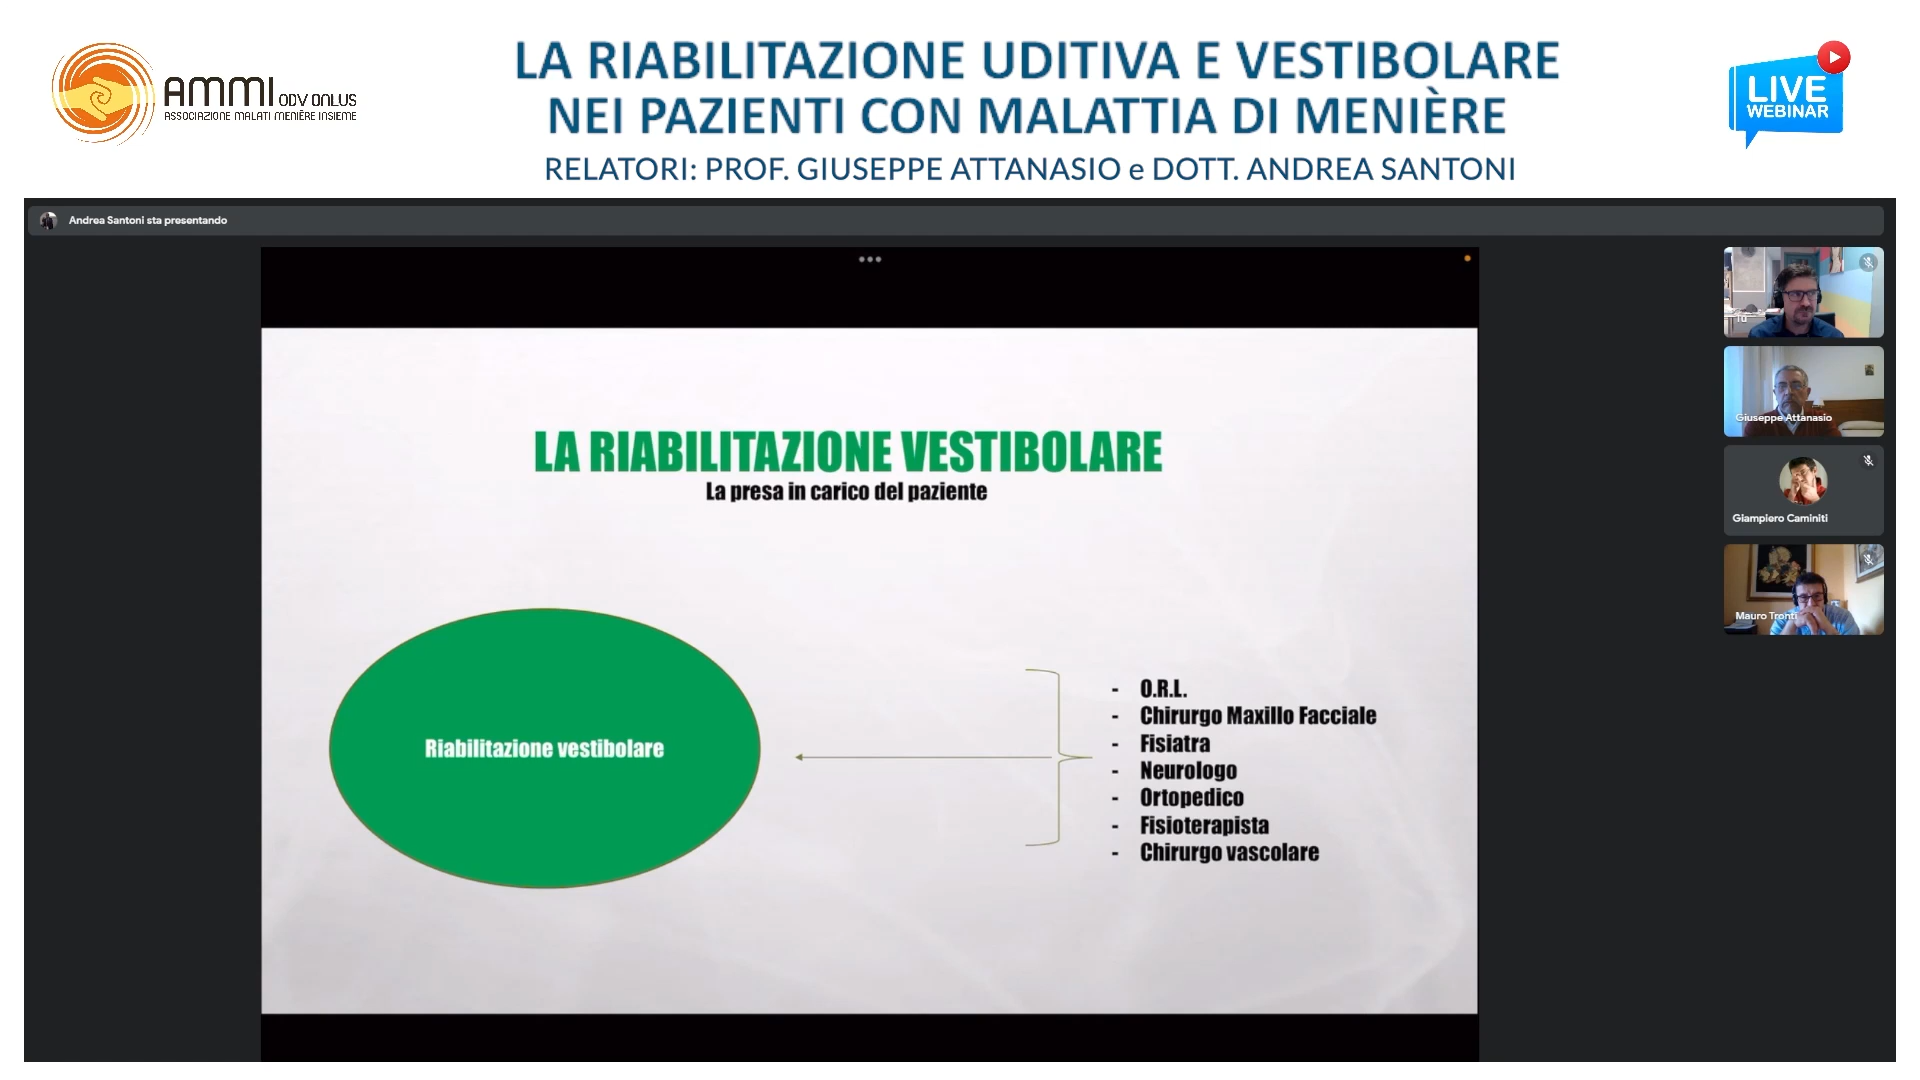 AMMI ODV ONLUS
ASSOCIAZIONE MALATI MENIÈRE INSIEME
LA RIABILITAZIONE UDITIVA E VESTIBOLARE
NEI PAZIENTI CON MALATTIA DI MENIÈRE
RELATORI: PROF. GIUSEPPE ATTANASIO e DOTT. ANDREA SANTONI
LIVE
WEBINAR
Andrea Santoni sta presentando
LA RIABILITAZIONE VESTIBOLARE
La presa in carico del paziente
Riabilitazione vestibolare
- O.R.L.
- Chirurgo Maxillo Facciale
- Fisiatra
- Neurologo
- Ortopedico
- Fisioterapista
- Chirurgo vascolare
Tu
Giuseppe Attanasio
Giampiero Caminiti
Mauro Tronti